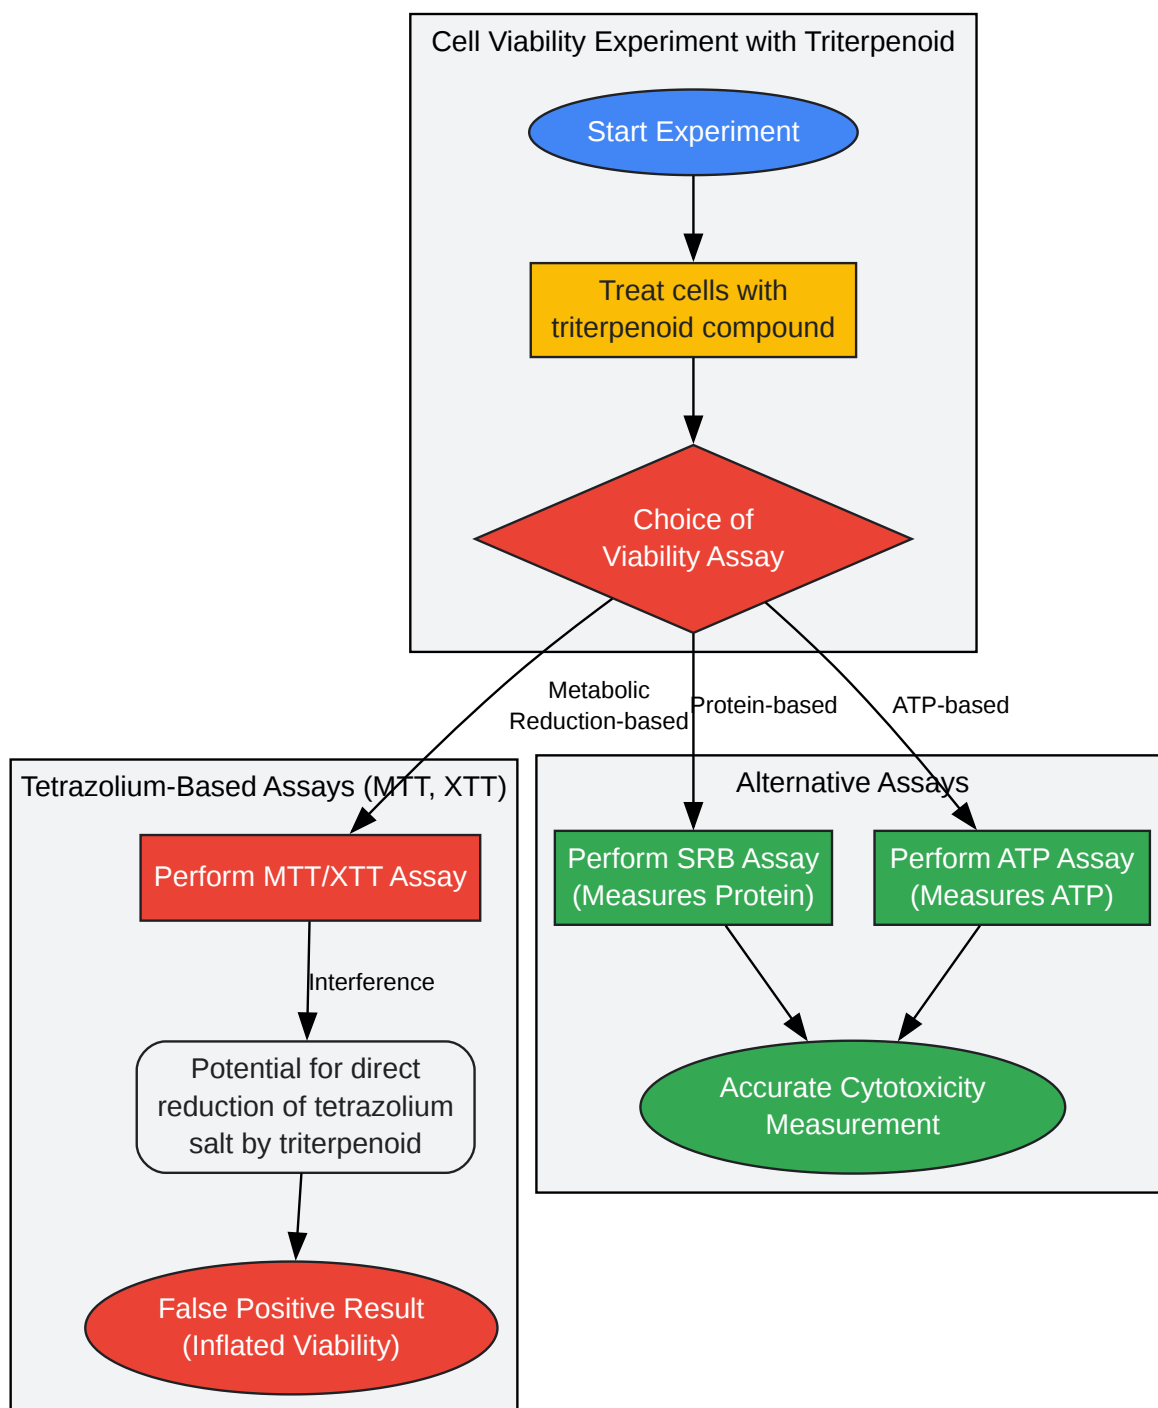 Cell Viability Experiment with Triterpenoid
Start Experiment
Treat cells with
triterpenoid compound
Choice of
Viability Assay
Metabolic
Reduction-based
Protein-based
ATP-based
Tetrazolium-Based Assays (MTT, XTT)
Perform MTT/XTT Assay
Interference
Potential for direct
reduction of tetrazolium
salt by triterpenoid
False Positive Result
(Inflated Viability)
Alternative Assays
Perform SRB Assay
(Measures Protein)
Perform ATP Assay
(Measures ATP)
Accurate Cytotoxicity
Measurement